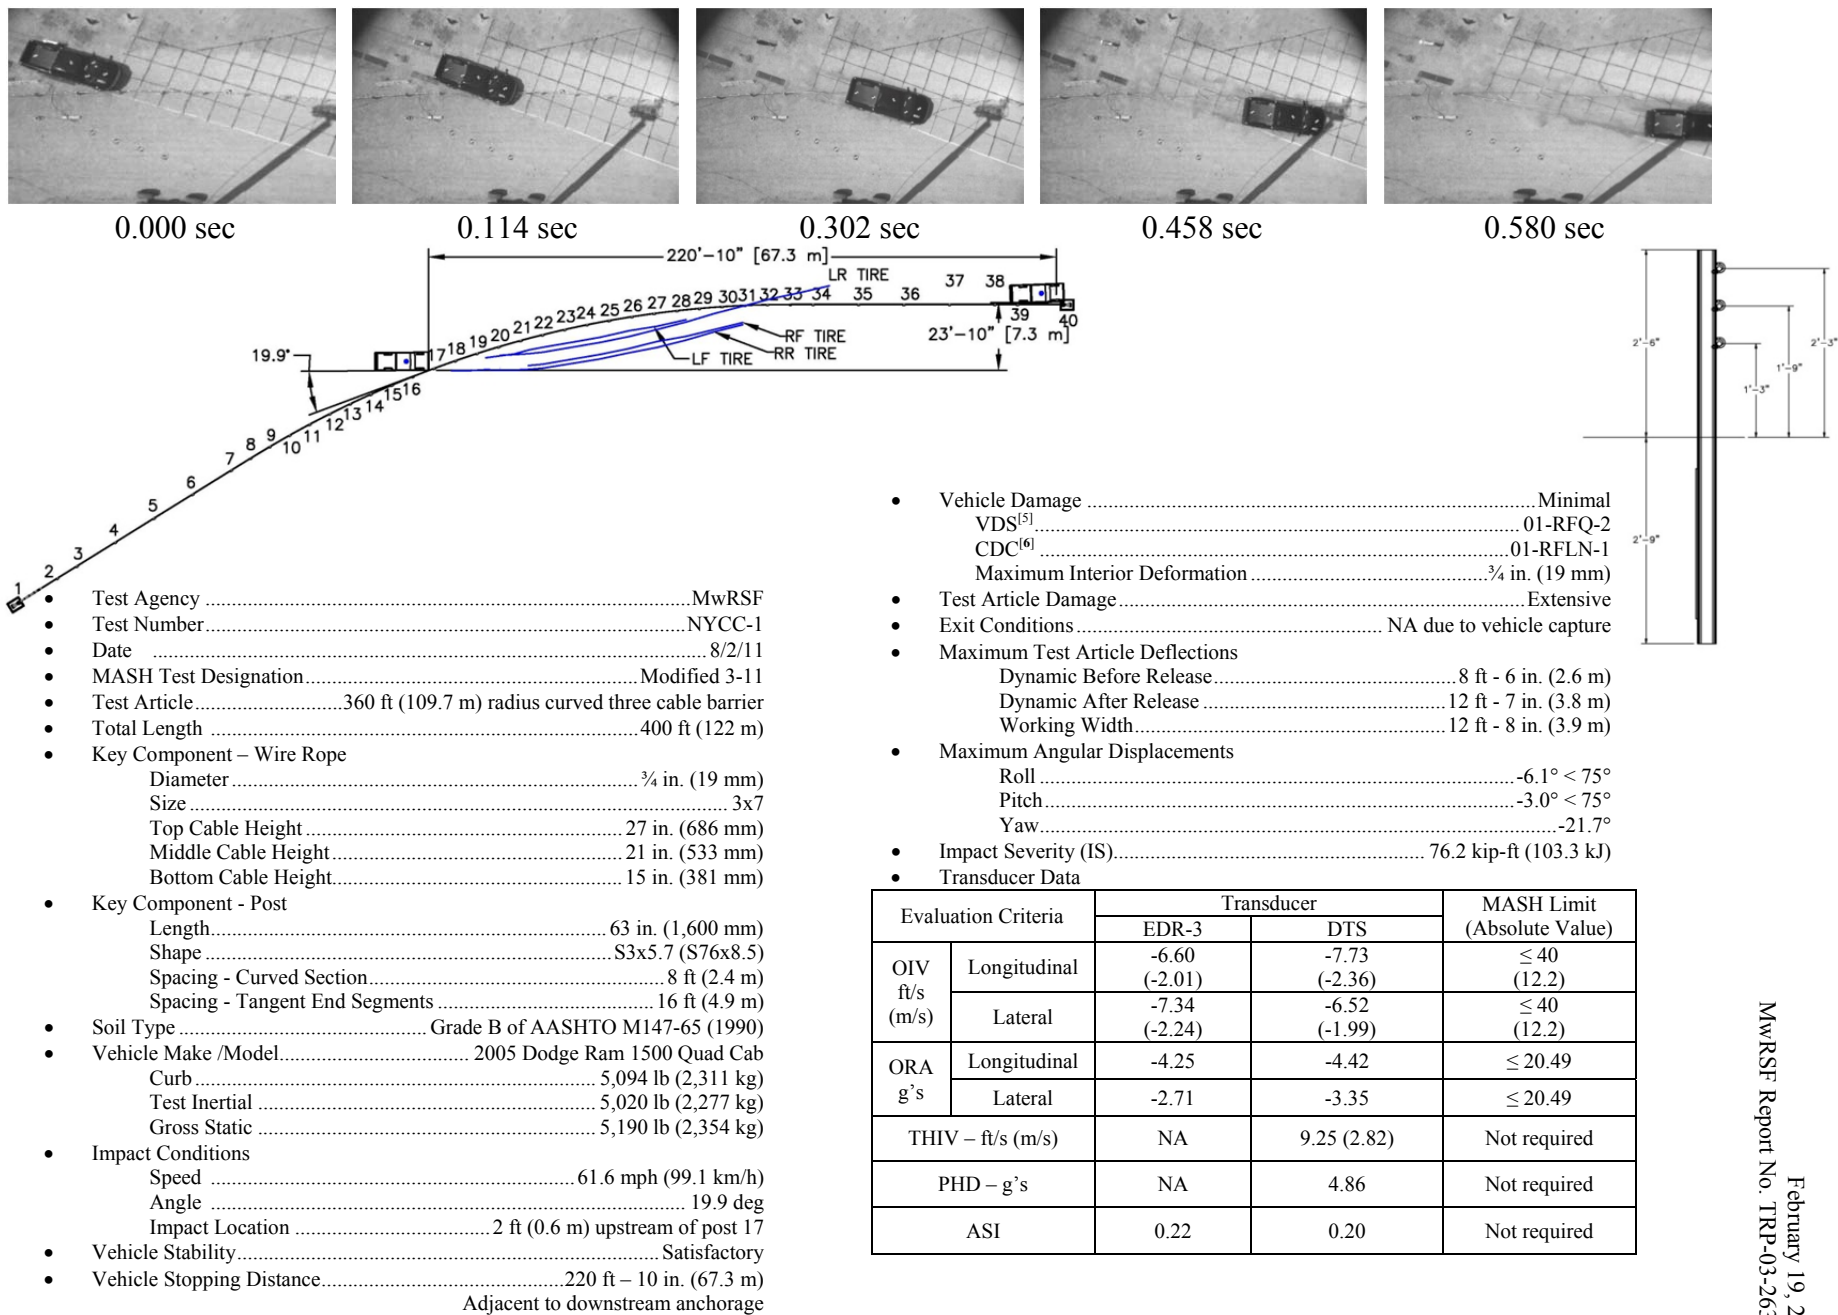 0.000 sec
0.114 sec
0.302 sec
0.458 sec
0.580 sec
220'-10" [67.3 m]
LR TIRE
37
38
17 18 19 20 21 22 23 24 25 26 27 28 29 30 31 32 33 34 35 36
39
40
RF TIRE
RR TIRE
LF TIRE
23'-10" [7.3 m]
19.9°
1 2 3 4 5 6 7 8 9 10 11 12 13 14 15 16
2'-6"
2'-3"
1'-9"
1'-3"
2'-9"
• Test Agency ... MwRSF
• Test Number ... NYCC-1
• Date ... 8/2/11
• MASH Test Designation ... Modified 3-11
• Test Article ... 360 ft (109.7 m) radius curved three cable barrier
• Total Length ... 400 ft (122 m)
• Key Component – Wire Rope
Diameter ... ¾ in. (19 mm)
Size ... 3x7
Top Cable Height ... 27 in. (686 mm)
Middle Cable Height ... 21 in. (533 mm)
Bottom Cable Height ... 15 in. (381 mm)
• Key Component - Post
Length ... 63 in. (1,600 mm)
Shape ... S3x5.7 (S76x8.5)
Spacing - Curved Section ... 8 ft (2.4 m)
Spacing - Tangent End Segments ... 16 ft (4.9 m)
• Soil Type ... Grade B of AASHTO M147-65 (1990)
• Vehicle Make /Model ... 2005 Dodge Ram 1500 Quad Cab
Curb ... 5,094 lb (2,311 kg)
Test Inertial ... 5,020 lb (2,277 kg)
Gross Static ... 5,190 lb (2,354 kg)
• Impact Conditions
Speed ... 61.6 mph (99.1 km/h)
Angle ... 19.9 deg
Impact Location ... 2 ft (0.6 m) upstream of post 17
• Vehicle Stability ... Satisfactory
• Vehicle Stopping Distance ... 220 ft – 10 in. (67.3 m)
Adjacent to downstream anchorage
• Vehicle Damage ... Minimal
VDS[5] ... 01-RFQ-2
CDC[6] ... 01-RFLN-1
Maximum Interior Deformation ... ¾ in. (19 mm)
• Test Article Damage ... Extensive
• Exit Conditions ... NA due to vehicle capture
• Maximum Test Article Deflections
Dynamic Before Release ... 8 ft - 6 in. (2.6 m)
Dynamic After Release ... 12 ft - 7 in. (3.8 m)
Working Width ... 12 ft - 8 in. (3.9 m)
• Maximum Angular Displacements
Roll ... -6.1° < 75°
Pitch ... -3.0° < 75°
Yaw ... -21.7°
• Impact Severity (IS) ... 76.2 kip-ft (103.3 kJ)
• Transducer Data
Evaluation Criteria Transducer MASH Limit
EDR-3 DTS (Absolute Value)
OIV ft/s (m/s) Longitudinal -6.60 (-2.01) -7.73 (-2.36) ≤ 40 (12.2)
Lateral -7.34 (-2.24) -6.52 (-1.99) ≤ 40 (12.2)
ORA g's Longitudinal -4.25 -4.42 ≤ 20.49
Lateral -2.71 -3.35 ≤ 20.49
THIV – ft/s (m/s) NA 9.25 (2.82) Not required
PHD – g's NA 4.86 Not required
ASI 0.22 0.20 Not required
February 19, 2
MwRSF Report No. TRP-03-263